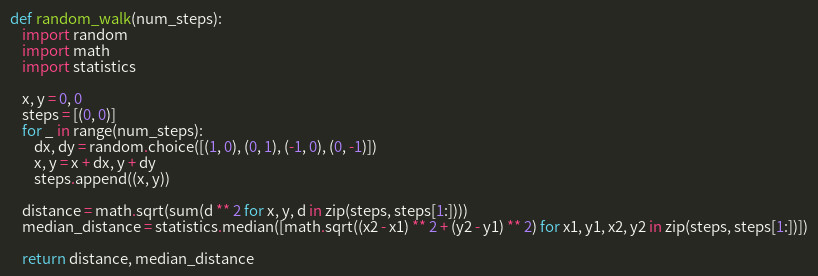 def random_walk(num_steps):
    import random
    import math
    import statistics

    x, y = 0, 0
    steps = [(0, 0)]
    for _ in range(num_steps):
        dx, dy = random.choice([(1, 0), (0, 1), (-1, 0), (0, -1)])
        x, y = x + dx, y + dy
        steps.append((x, y))

    distance = math.sqrt(sum(d ** 2 for x, y, d in zip(steps, steps[1:])))
    median_distance = statistics.median([math.sqrt((x2 - x1) ** 2 + (y2 - y1) ** 2) for x1, y1, x2, y2 in zip(steps, steps[1:])])

    return distance, median_distance